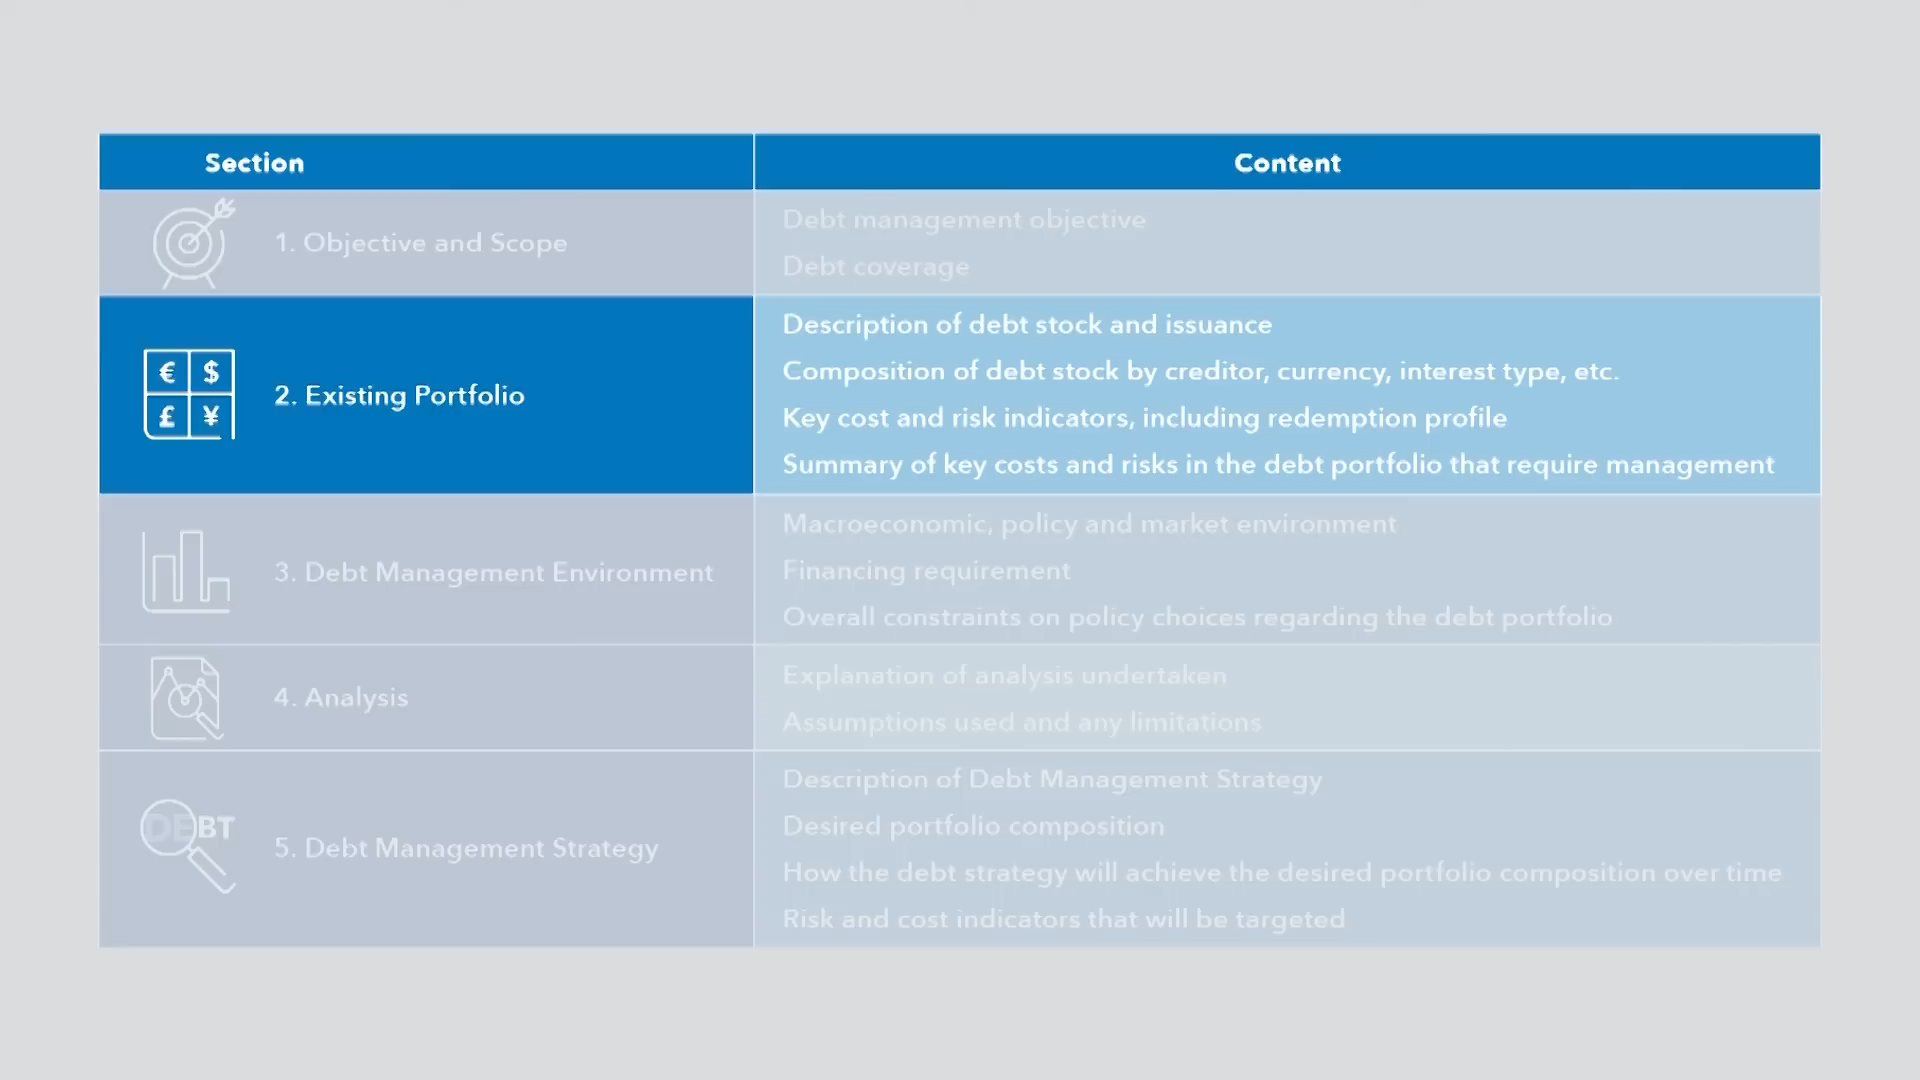 Section
Content
1. Objective and Scope
Debt management objective
Debt coverage
€ $
£ ¥
2. Existing Portfolio
Description of debt stock and issuance
Composition of debt stock by creditor, currency, interest type, etc.
Key cost and risk indicators, including redemption profile
Summary of key costs and risks in the debt portfolio that require management
3. Debt Management Environment
Macroeconomic, policy and market environment
Financing requirement
Overall constraints on policy choices regarding the debt portfolio
4. Analysis
Explanation of analysis undertaken
Assumptions used and any limitations
DEBT
5. Debt Management Strategy
Description of Debt Management Strategy
Desired portfolio composition
How the debt strategy will achieve the desired portfolio composition over time
Risk and cost indicators that will be targeted